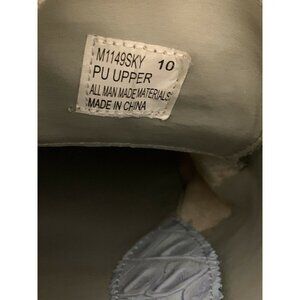 M1149SKY 10
PU UPPER
ALL MAN MADE MATERIALS
MADE IN CHINA